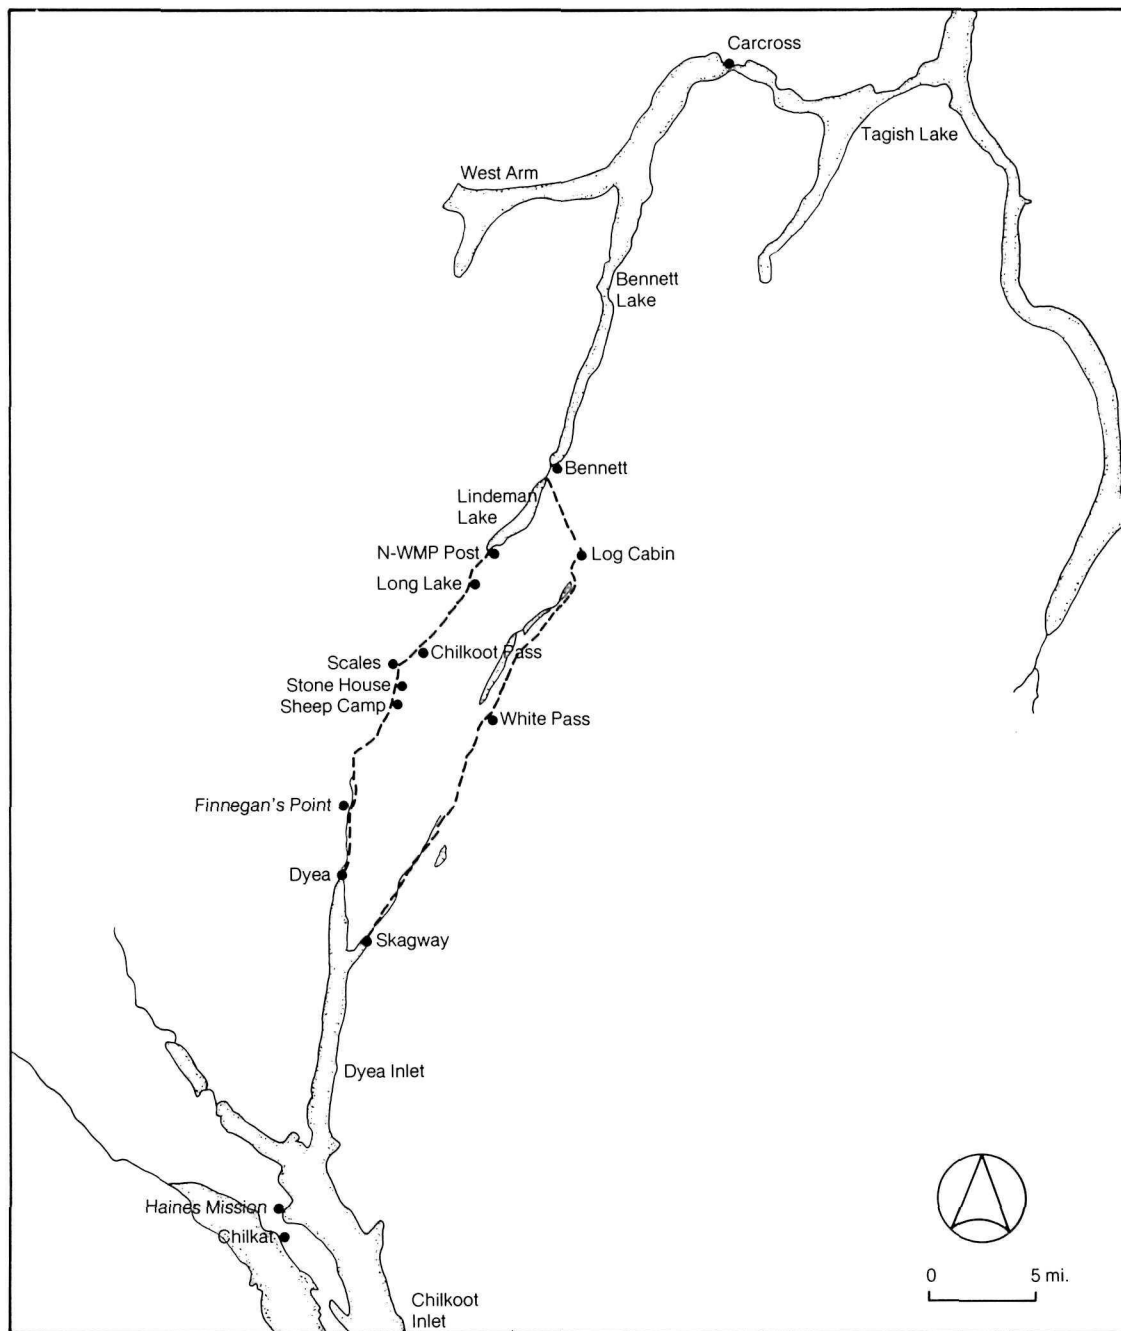 Carcross
Tagish Lake
West Arm
Bennett
Lake
Bennett
Lindeman
Lake
N-WMP Post
Log Cabin
Long Lake
Chilkoot Pass
Scales
Stone House
Sheep Camp
White Pass
Finnegan's Point
Dyea
Skagway
Dyea Inlet
Haines Mission
Chilkat
0 5 mi.
Chilkoot
Inlet